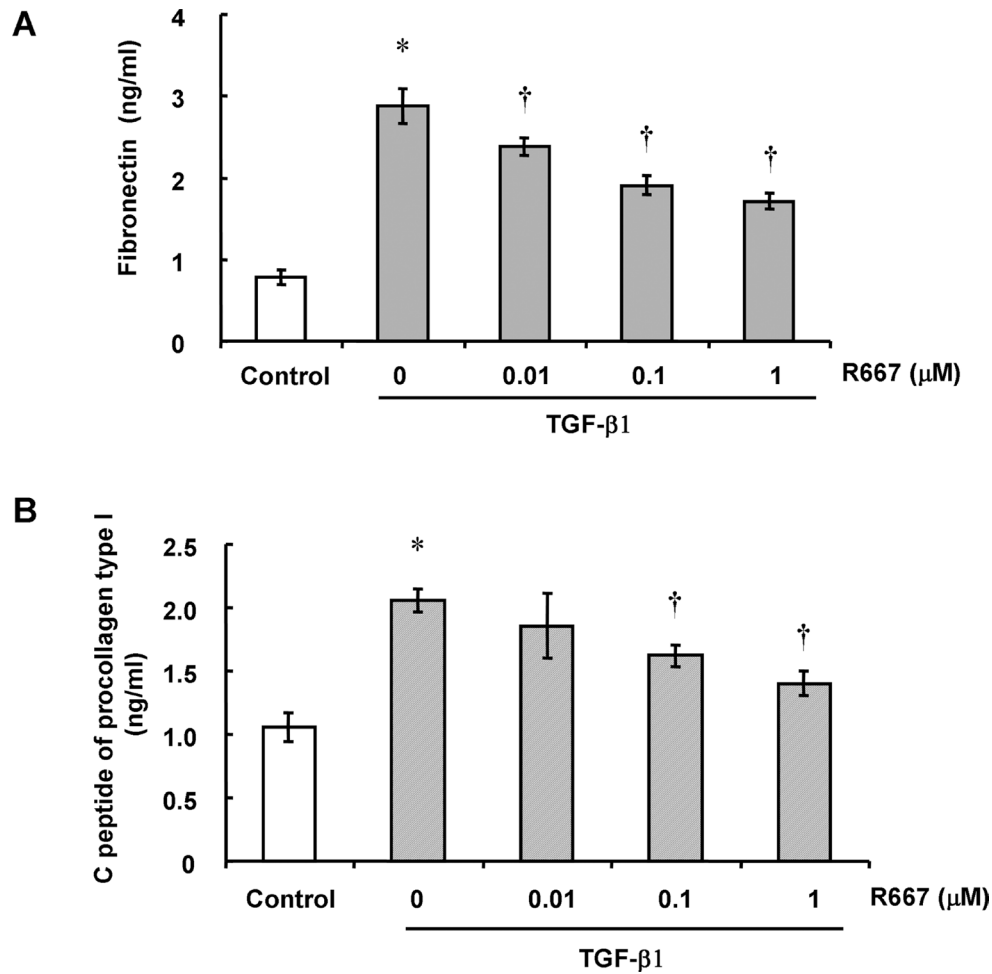 A
Fibronectin (ng/ml)
4
3
2
1
0
*
†
†
†
Control 0 0.01 0.1 1 R667 (μM)
TGF-β1
B
C peptide of procollagen type I
(ng/ml)
2.5
2.0
1.5
1.0
0.5
0
*
†
†
Control 0 0.01 0.1 1 R667 (μM)
TGF-β1